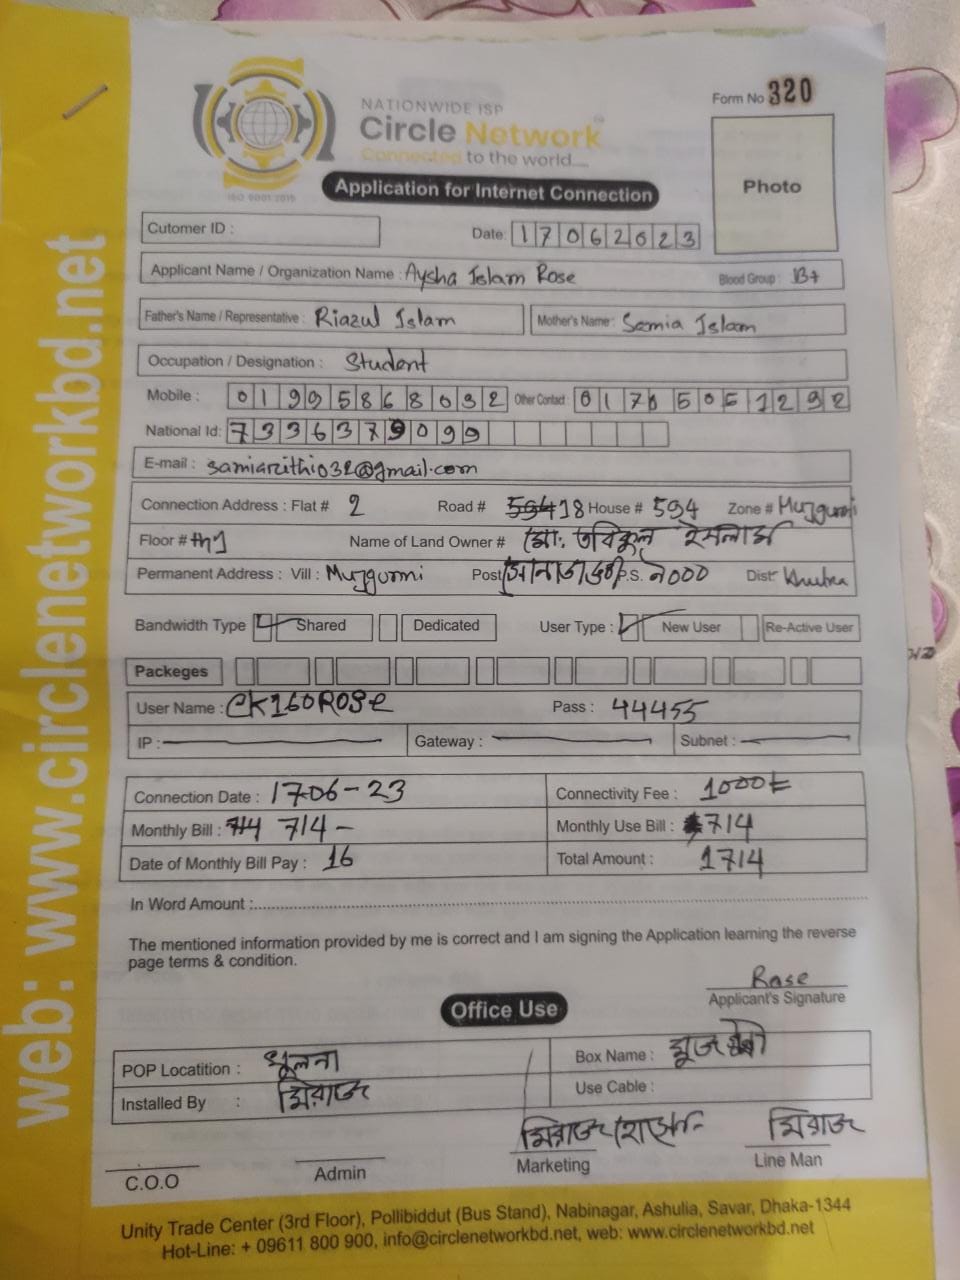 Form No 320
NATIONWIDE ISP
Circle Network
Connected to the world....
ISO 9001:2015
Application for Internet Connection
Photo
Cutomer ID :
Date: 17062023
Applicant Name / Organization Name : Aysha Islam Rose Blood Group : B+
Father's Name / Representative : Riazul Islam Mother's Name : Samia Islam
Occupation / Designation : Student
Mobile : 01995868032 Other Contact : 01705051292
National Id: 7336379099
E-mail : @gmail.com
Connection Address : Flat # 2 Road # 18 House # 594 Zone # Mujgunni
Floor # Name of Land Owner # মো: তবিকুল ইসলাম
Permanent Address : Vill : Mujgunni Post P.S. ৯000 Dist: Khulna
Bandwidth Type Shared Dedicated User Type : New User Re-Active User
Packeges
User Name : CK160Rose Pass : 44455
IP : Gateway : Subnet :
Connection Date : 1706-23 Connectivity Fee : 1000
Monthly Bill : 714 714 - Monthly Use Bill : 714
Date of Monthly Bill Pay : 16 Total Amount : 1714
In Word Amount :
The mentioned information provided by me is correct and I am signing the Application learning the reverse
page terms & condition.
Rose
Applicant's Signature
Office Use
POP Locatition : খুলনা Box Name :
Installed By : মিরাজ Use Cable :
মিরাজ মিরাজ
C.O.O Admin Marketing Line Man
Unity Trade Center (3rd Floor), Pollibiddut (Bus Stand), Nabinagar, Ashulia, Savar, Dhaka-1344
Hot-Line: + 09611 800 900, info@circlenetworkbd.net, web: www.circlenetworkbd.net
web: www.circlenetworkbd.net